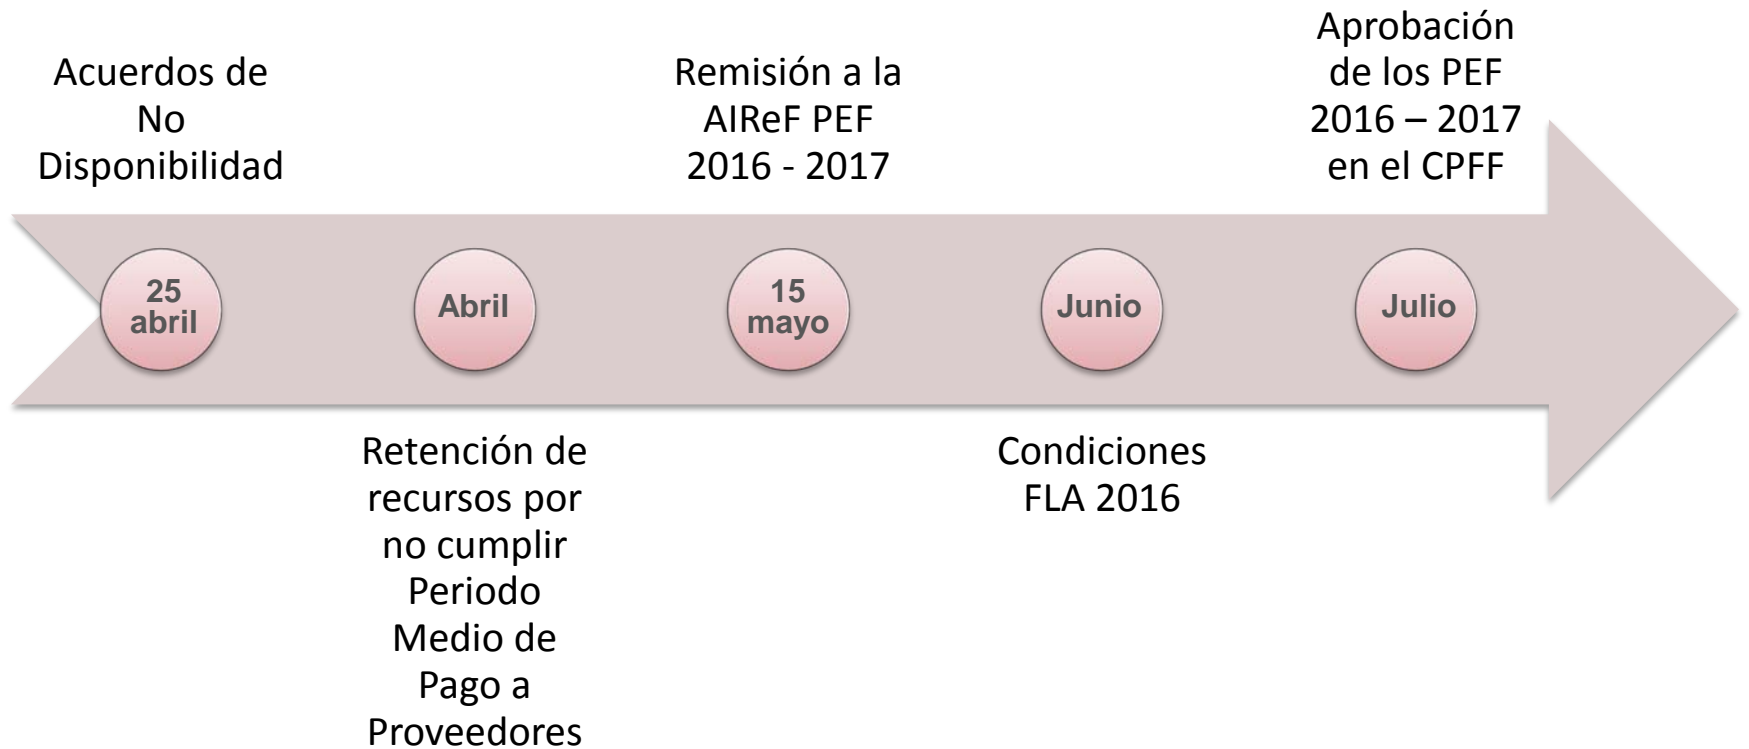 Acuerdos de
No
Disponibilidad
Remisión a la
AIReF PEF
2016 - 2017
Aprobación
de los PEF
2016 – 2017
en el CPFF
25
abril
Abril
15
mayo
Junio
Julio
Retención de
recursos por
no cumplir
Periodo
Medio de
Pago a
Proveedores
Condiciones
FLA 2016